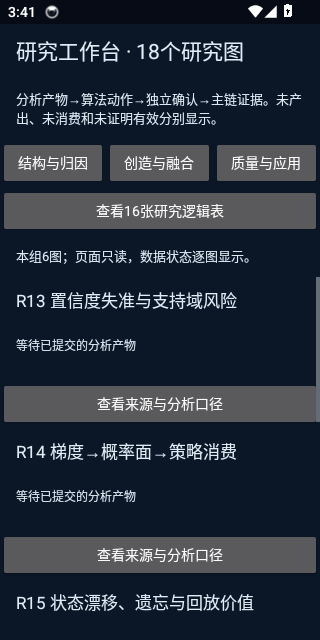 3:41
研究工作台 · 18个研究图
分析产物→算法动作→独立确认→主链证据。未产
出、未消费和未证明有效分别显示。
结构与归因
创造与融合
质量与应用
查看16张研究逻辑表
本组6图；页面只读，数据状态逐图显示。
R13 置信度失准与支持域风险
等待已提交的分析产物
查看来源与分析口径
R14 梯度→概率面→策略消费
等待已提交的分析产物
查看来源与分析口径
R15 状态漂移、遗忘与回放价值